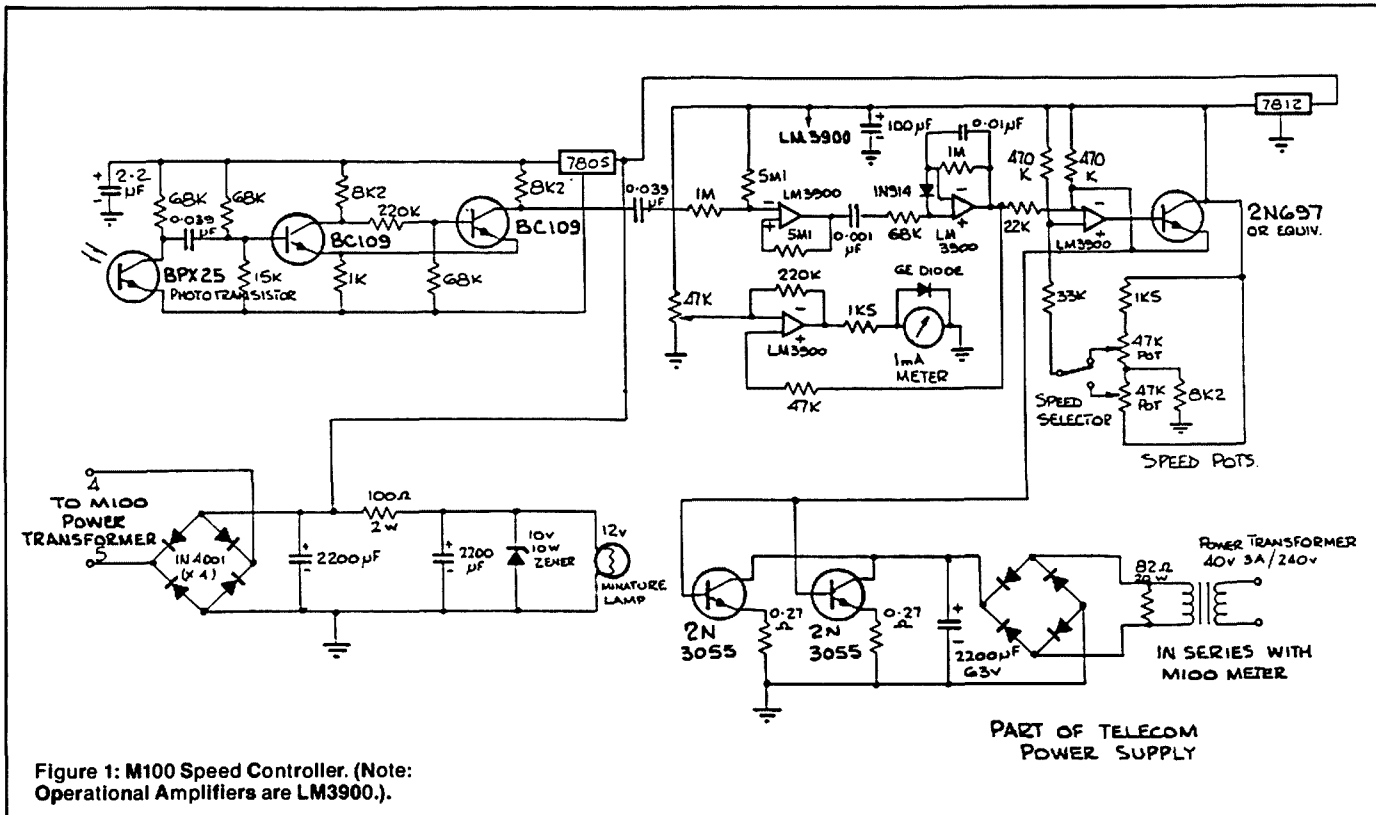 7812
2.2
µF
68K
0.039
µF
68K
8K2
220K
7805
8K2
BC109
BC109
BPX25
PHOTOTRANSISTOR
15K
1K
68K
0.039
µF
1M
5M1
LM3900
100µF
0.01µF
1M
1N914
LM3900
5M1
0.001
µF
68K
LM
3900
22K
470
K
470
K
LM3900
2N697
OR EQUIV.
47K
220K
LM3900
1K5
GE DIODE
1mA
METER
47K
33K
1K5
47K
POT
47K
POT
8K2
SPEED
SELECTOR
SPEED POTS.
4
TO M100
POWER
TRANSFORMER
5
1N4001
(x4)
2200µF
100Ω
2W
2200
µF
10V
10W
ZENER
12V
MINATURE
LAMP
2N
3055
0.27
Ω
2N
3055
0.27
Ω
2200µF
63V
82Ω
20W
POWER TRANSFORMER
40V 3A/240V
IN SERIES WITH
M100 METER
PART OF TELECOM
POWER SUPPLY
Figure 1: M100 Speed Controller. (Note:
Operational Amplifiers are LM3900.).